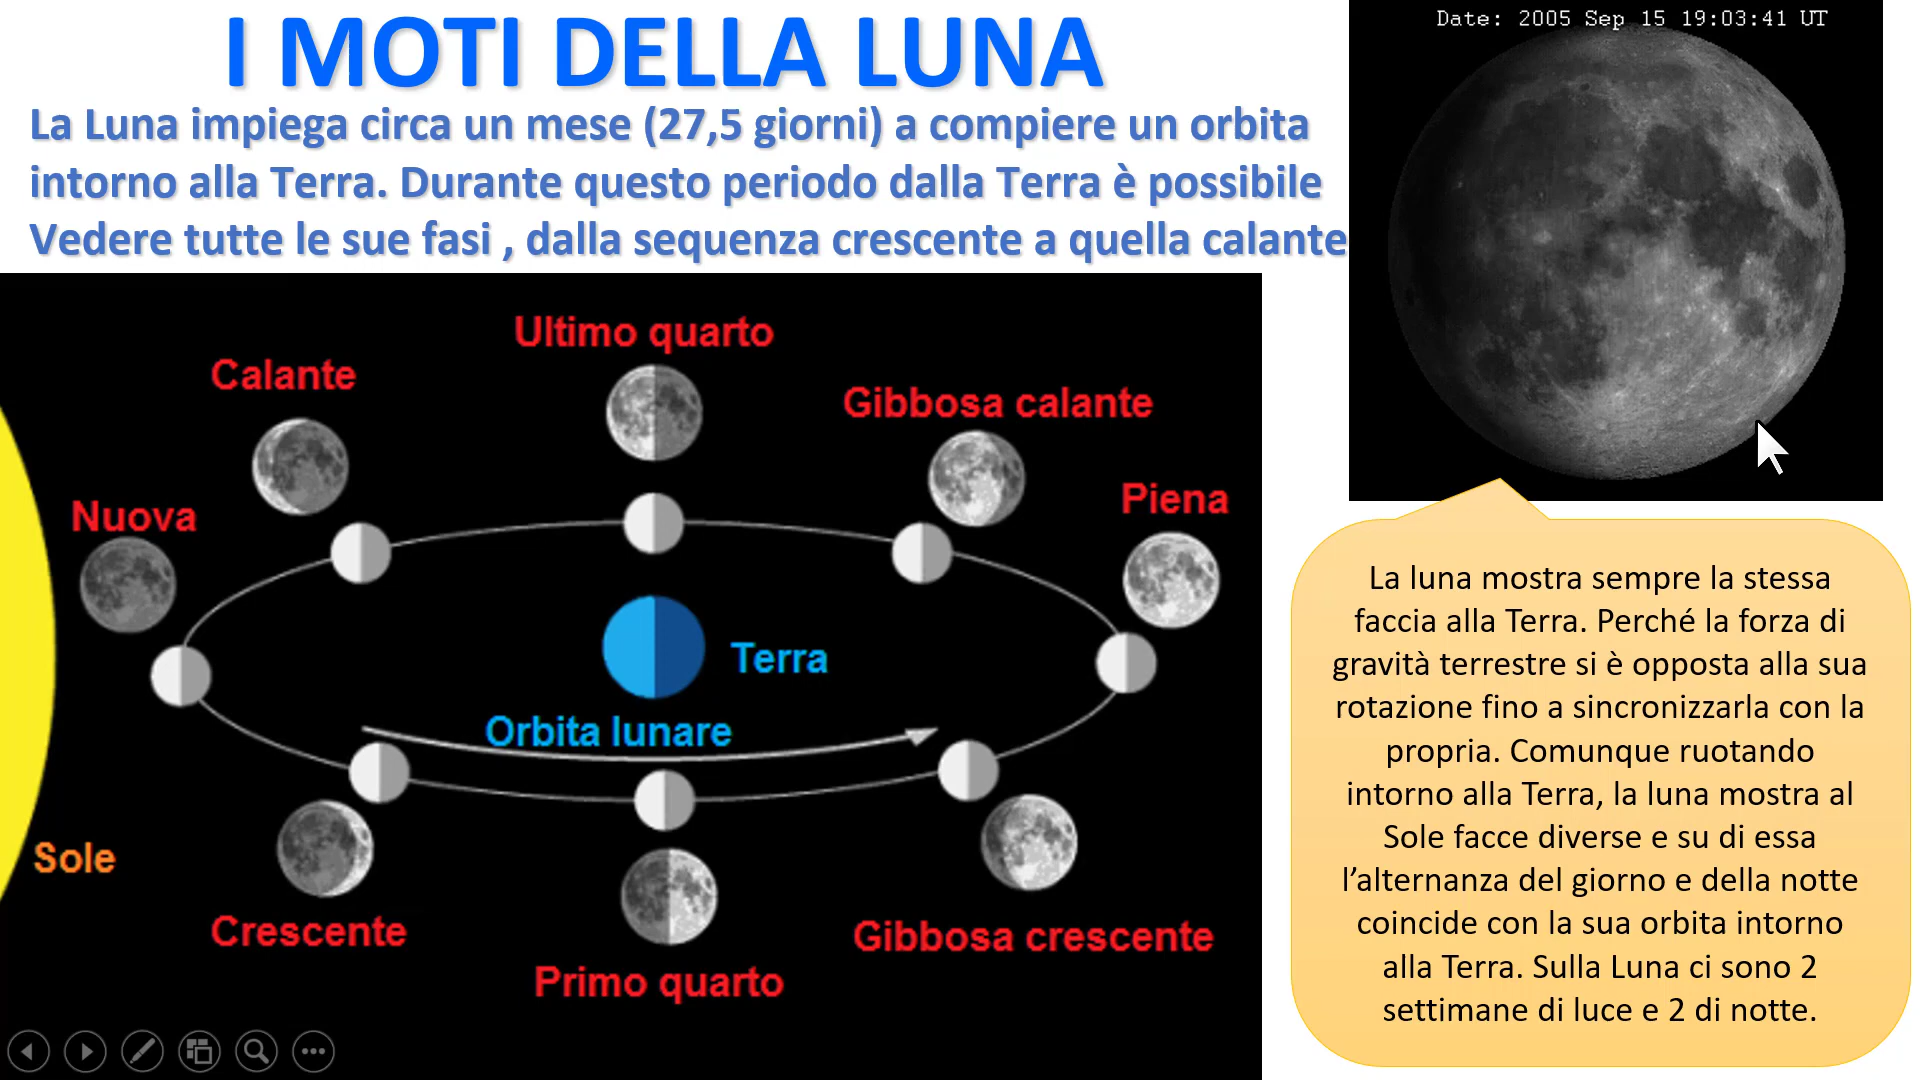 I MOTI DELLA LUNA
La Luna impiega circa un mese (27,5 giorni) a compiere un orbita
intorno alla Terra. Durante questo periodo dalla Terra è possibile
Vedere tutte le sue fasi , dalla sequenza crescente a quella calante
Date: 2005 Sep 15 19:03:41 UT
Ultimo quarto
Calante
Gibbosa calante
Nuova
Piena
Terra
Orbita lunare
Sole
Crescente
Gibbosa crescente
Primo quarto
La luna mostra sempre la stessa
faccia alla Terra. Perché la forza di
gravità terrestre si è opposta alla sua
rotazione fino a sincronizzarla con la
propria. Comunque ruotando
intorno alla Terra, la luna mostra al
Sole facce diverse e su di essa
l’alternanza del giorno e della notte
coincide con la sua orbita intorno
alla Terra. Sulla Luna ci sono 2
settimane di luce e 2 di notte.